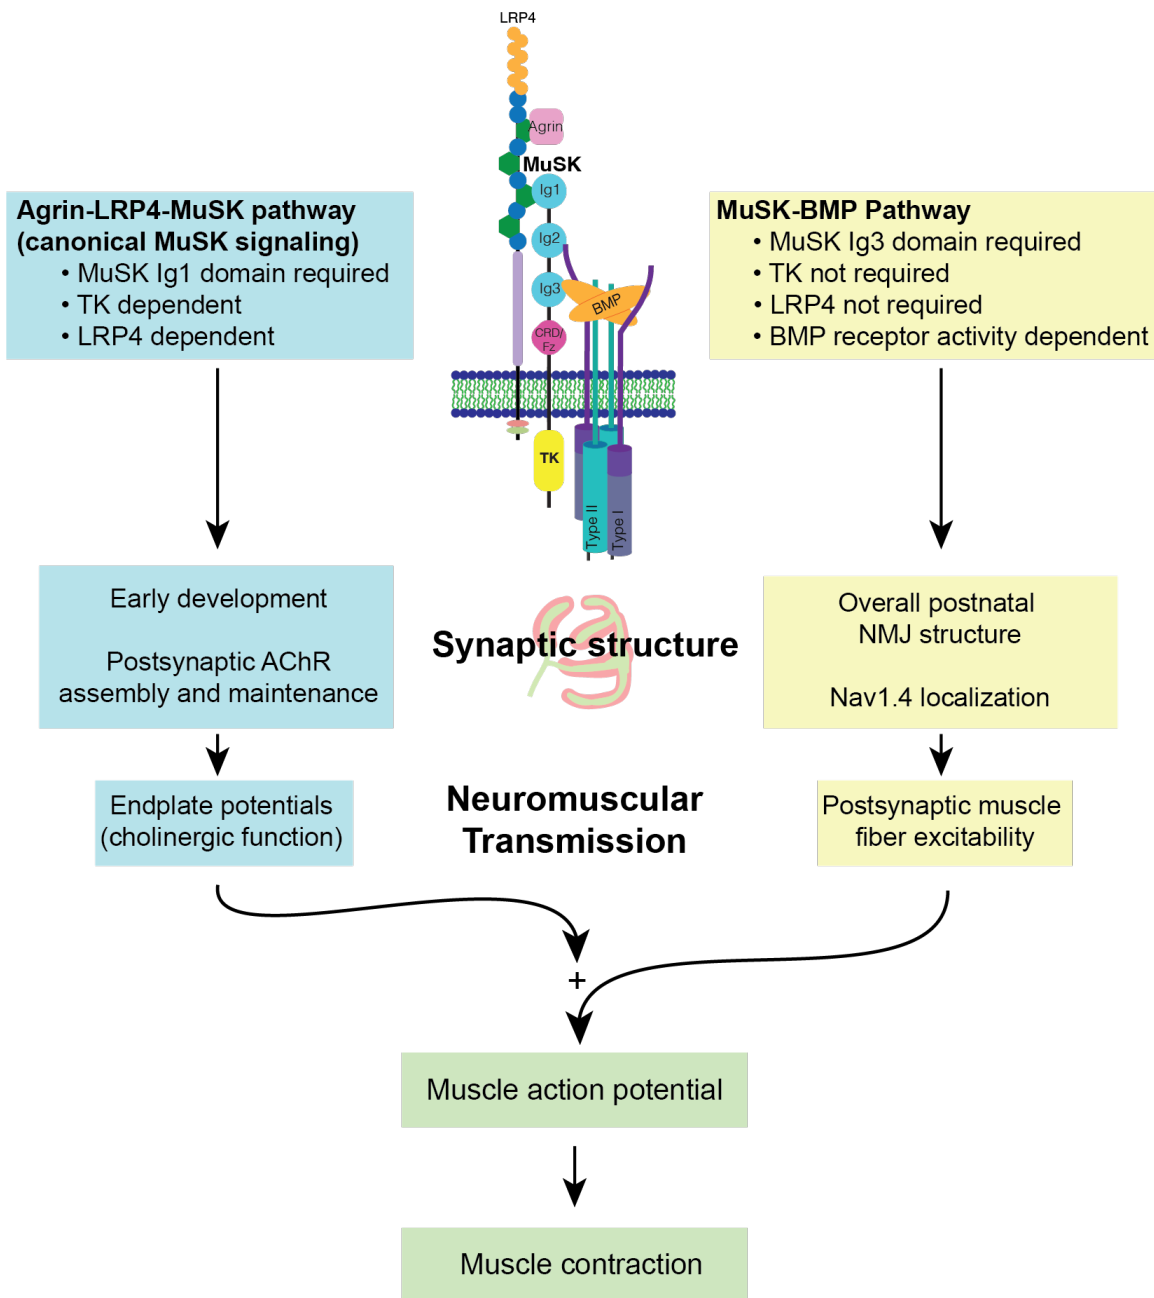 LRP4
Agrin
MuSK
Ig1
Ig2
Ig3
BMP
CRD/
Fz
TK
Type II
Type I
Agrin-LRP4-MuSK pathway
(canonical MuSK signaling)
• MuSK Ig1 domain required
• TK dependent
• LRP4 dependent
MuSK-BMP Pathway
• MuSK Ig3 domain required
• TK not required
• LRP4 not required
• BMP receptor activity dependent
Early development
Postsynaptic AChR
assembly and maintenance
Synaptic structure
Overall postnatal
NMJ structure
Nav1.4 localization
Endplate potentials
(cholinergic function)
Neuromuscular
Transmission
Postsynaptic muscle
fiber excitability
+
Muscle action potential
Muscle contraction